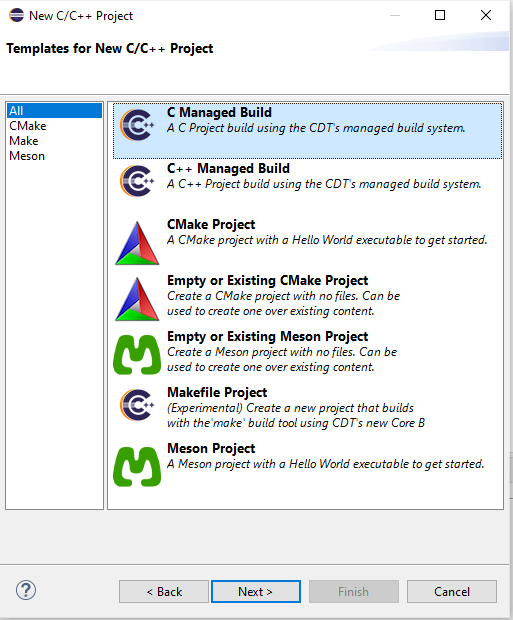 New C/C++ Project
Templates for New C/C++ Project
All
CMake
Make
Meson
C Managed Build
A C Project build using the CDT's managed build system.
C++ Managed Build
A C++ Project build using the CDT's managed build system.
CMake Project
A CMake project with a Hello World executable to get started.
Empty or Existing CMake Project
Create a CMake project with no files. Can be
used to create one over existing content.
Empty or Existing Meson Project
Create a Meson project with no files. Can be
used to create one over existing content.
Makefile Project
(Experimental) Create a new project that builds
with the'make' build tool using CDT's new Core B
Meson Project
A Meson project with a Hello World executable to get started.
?
< Back
Next >
Finish
Cancel